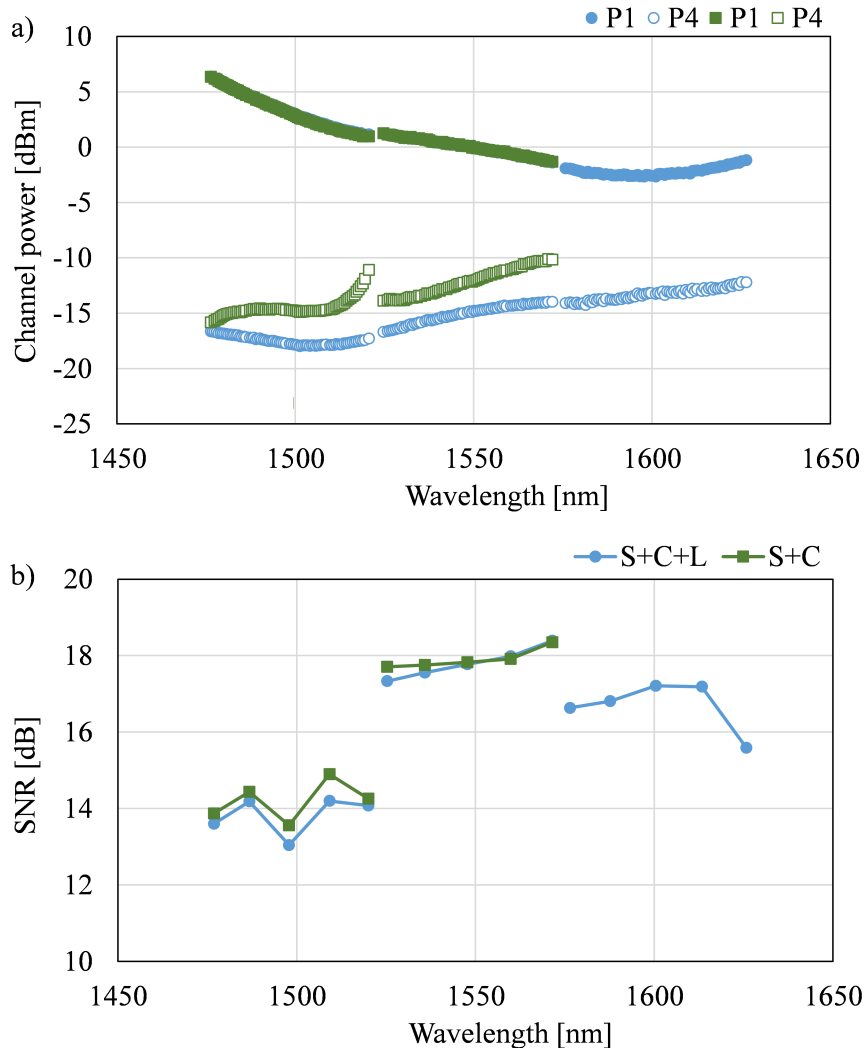 a)
P1 P4 P1 P4
10
5
0
-5
-10
-15
-20
-25
Channel power [dBm]
1450 1500 1550 1600 1650
Wavelength [nm]
b)
S+C+L S+C
20
18
16
14
12
10
SNR [dB]
1450 1500 1550 1600 1650
Wavelength [nm]